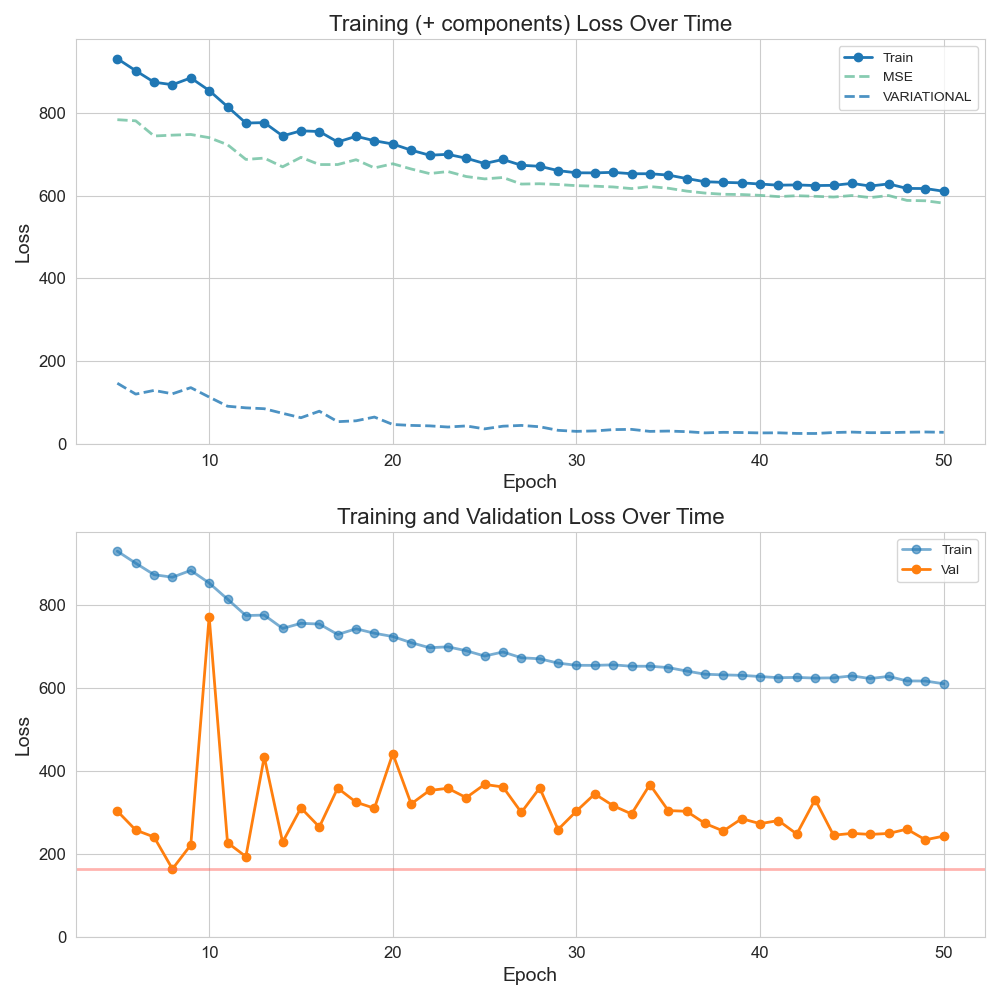 Training (+ components) Loss Over Time
Train
MSE
VARIATIONAL
800
600
400
200
0
Loss
10
20
30
40
50
Epoch
Training and Validation Loss Over Time
Train
Val
800
600
400
200
0
Loss
10
20
30
40
50
Epoch